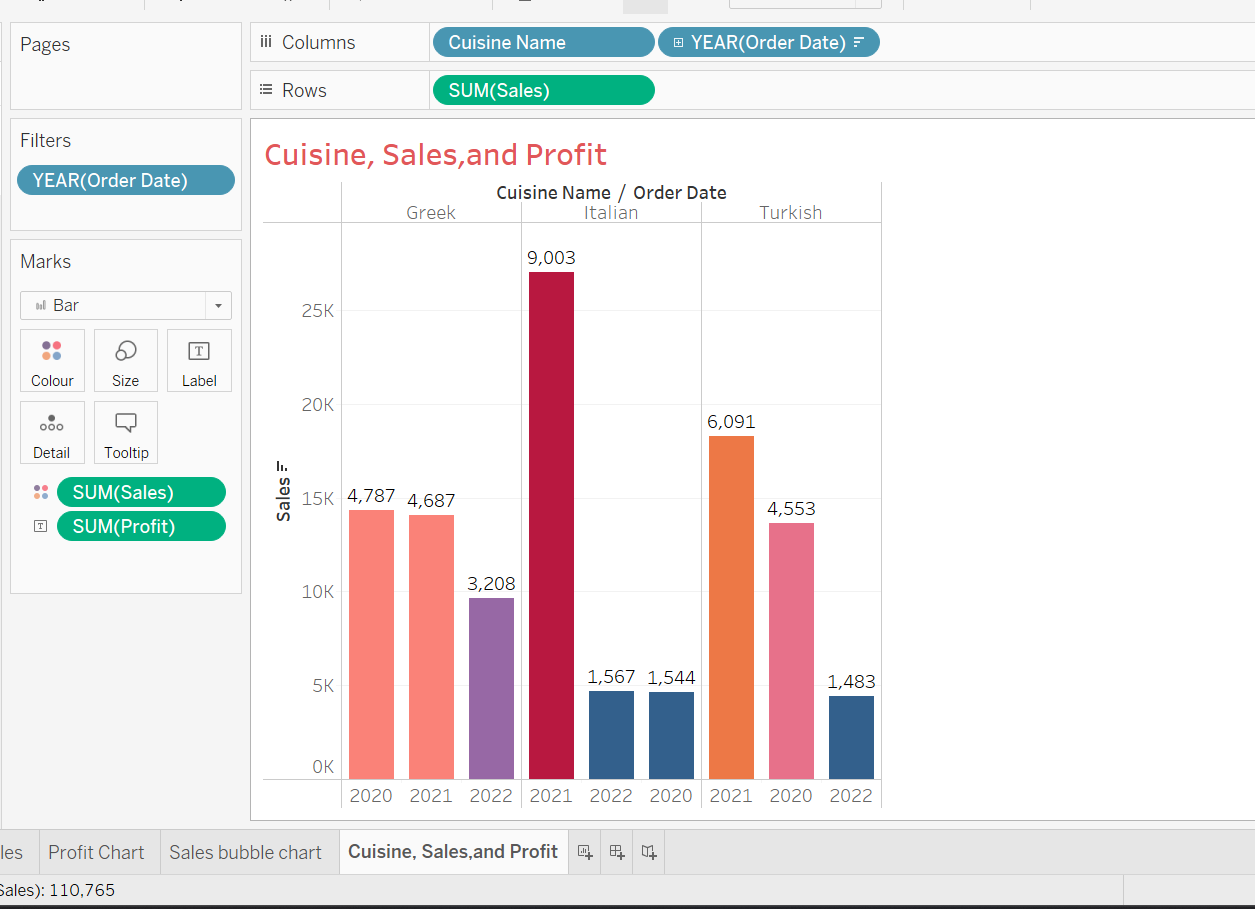 Pages
Columns
Cuisine Name
YEAR(Order Date)
Rows
SUM(Sales)
Filters
YEAR(Order Date)
Marks
Bar
Colour
Size
T
Label
Detail
Tooltip
SUM(Sales)
T
SUM(Profit)
Cuisine, Sales,and Profit
Cuisine Name / Order Date
Greek Italian Turkish
Sales
25K
20K
15K
10K
5K
0K
4,787 4,687 3,208 9,003 1,567 1,544 6,091 4,553 1,483
2020 2021 2022 2021 2022 2020 2021 2020 2022
les
Profit Chart
Sales bubble chart
Cuisine, Sales,and Profit
Sales): 110,765